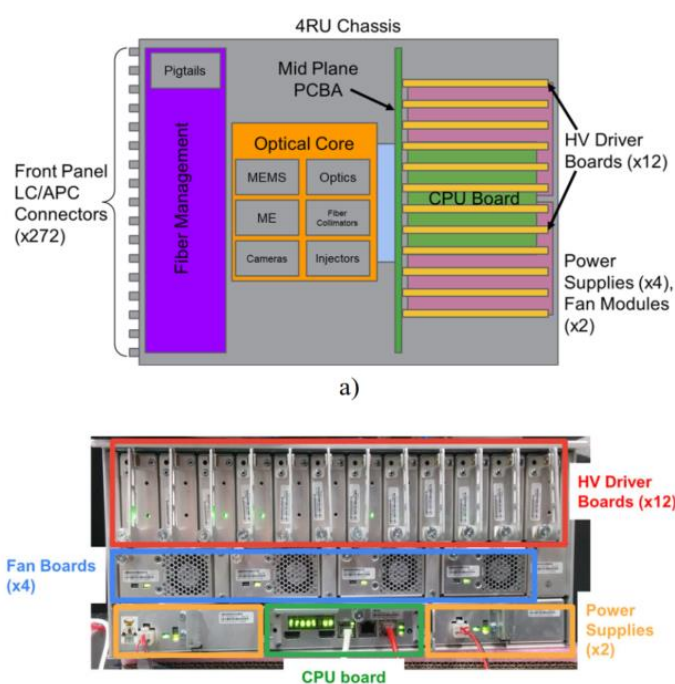 4RU Chassis
Pigtails
Mid Plane
PCBA
Optical Core
HV Driver
Boards (x12)
Front Panel
LC/APC
Connectors
(x272)
Fiber Management
MEMS
Optics
CPU Board
ME
Fiber
Collimators
Cameras
Injectors
Power
Supplies (x4),
Fan Modules
(x2)
a)
HV Driver
Boards (x12)
Fan Boards
(x4)
Power
Supplies
(x2)
CPU board